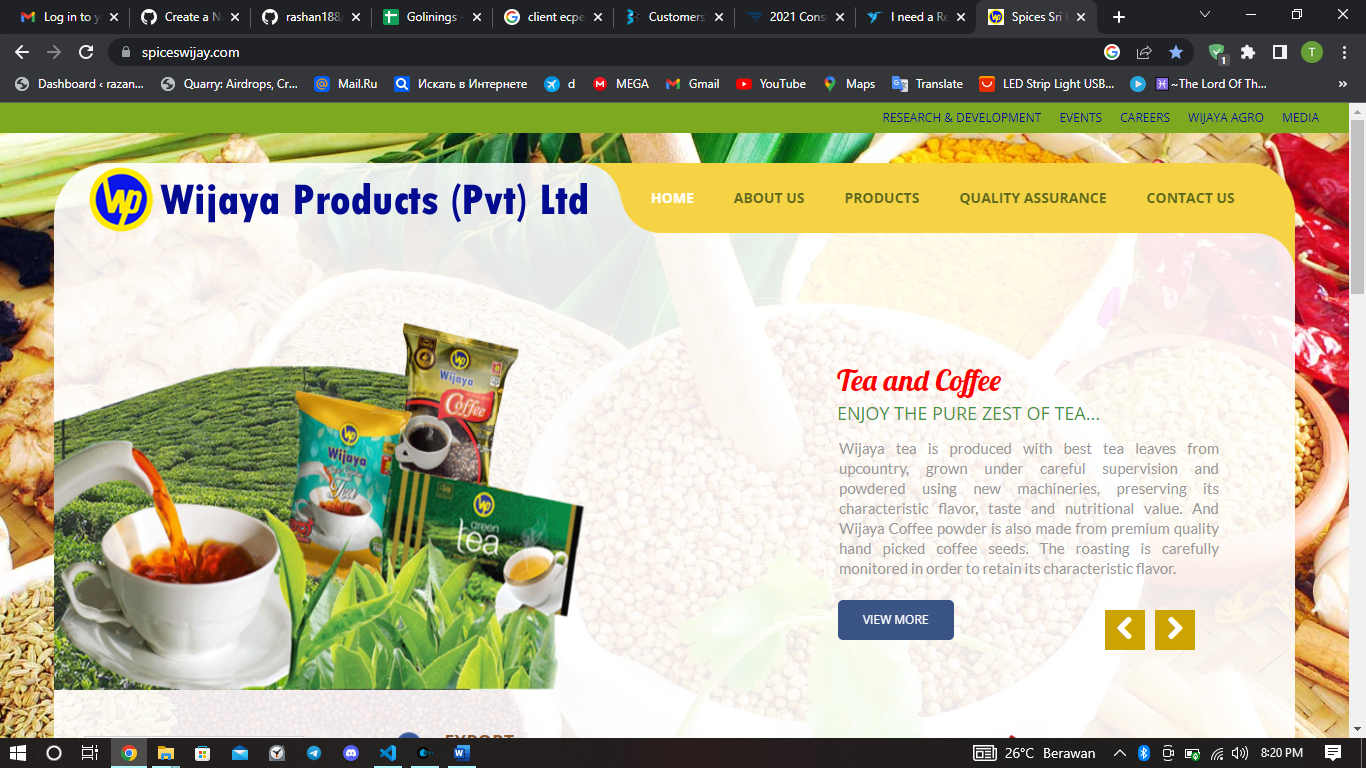 Log in to y
Create a N
rashan188
Golinings -
client ecpe
Customers
2021 Cons
I need a Re
Spices Sri
spiceswijay.com
1
T
Dashboard ‹ razan...
Quarry: Airdrops, Cr...
Mail.Ru
Искать в Интернете
d
MEGA
Gmail
YouTube
Maps
Translate
LED Strip Light USB...
~The Lord Of Th...
»
RESEARCH & DEVELOPMENT
EVENTS
CAREERS
WIJAYA AGRO
MEDIA
Wp Wijaya Products (Pvt) Ltd
HOME
ABOUT US
PRODUCTS
QUALITY ASSURANCE
CONTACT US
Wp
Wijaya
Coffee
Wp
Wijaya
Tea
Wp
green
tea
Tea and Coffee
ENJOY THE PURE ZEST OF TEA...
Wijaya tea is produced with best tea leaves from
upcountry, grown under careful supervision and
powdered using new machineries, preserving its
characteristic flavor, taste and nutritional value. And
Wijaya Coffee powder is also made from premium quality
hand picked coffee seeds. The roasting is carefully
monitored in order to retain its characteristic flavor.
VIEW MORE
EXPORT
26°C Berawan
8:20 PM